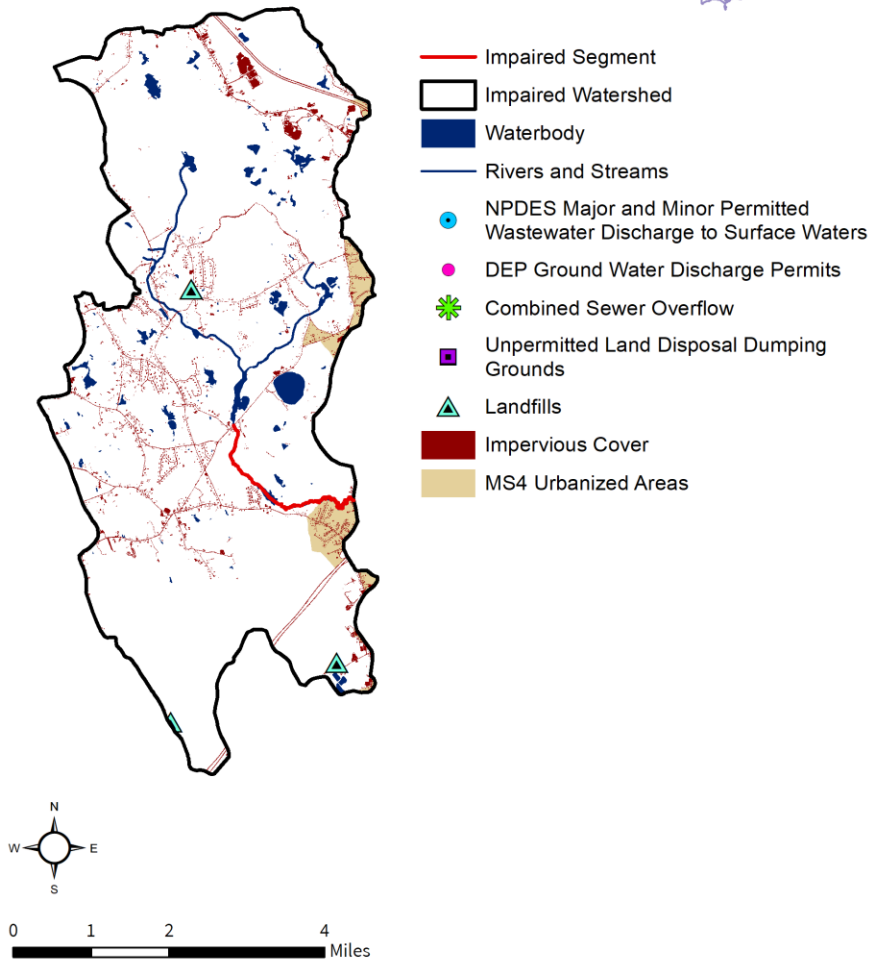 Impaired Segment
Impaired Watershed
Waterbody
Rivers and Streams
NPDES Major and Minor Permitted
Wastewater Discharge to Surface Waters
DEP Ground Water Discharge Permits
Combined Sewer Overflow
Unpermitted Land Disposal Dumping
Grounds
Landfills
Impervious Cover
MS4 Urbanized Areas
N
W E
S
0 1 2 4
Miles